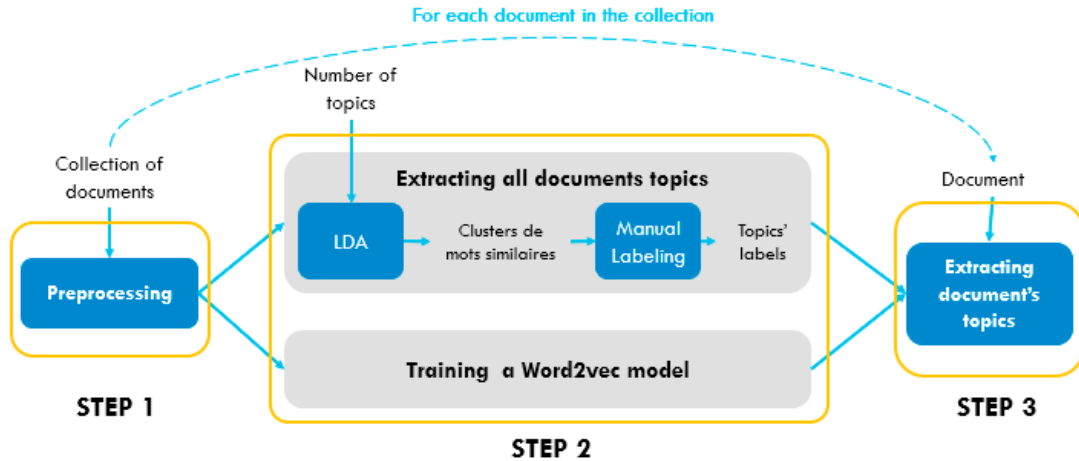 For each document in the collection
Number of
topics
Collection of
documents
Extracting all documents topics
Document
LDA
Clusters de
mots similaires
Manual
Labeling
Topics'
labels
Preprocessing
Extracting
document's
topics
Training a Word2vec model
STEP 1
STEP 2
STEP 3